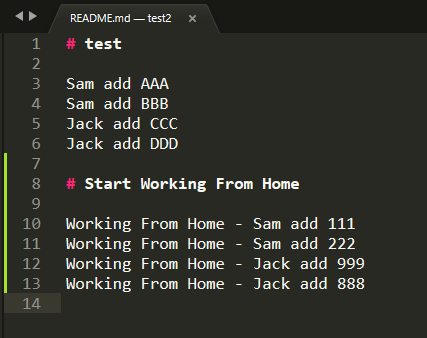 README.md — test2
1 # test
2
3 Sam add AAA
4 Sam add BBB
5 Jack add CCC
6 Jack add DDD
7
8 # Start Working From Home
9
10 Working From Home - Sam add 111
11 Working From Home - Sam add 222
12 Working From Home - Jack add 999
13 Working From Home - Jack add 888
14